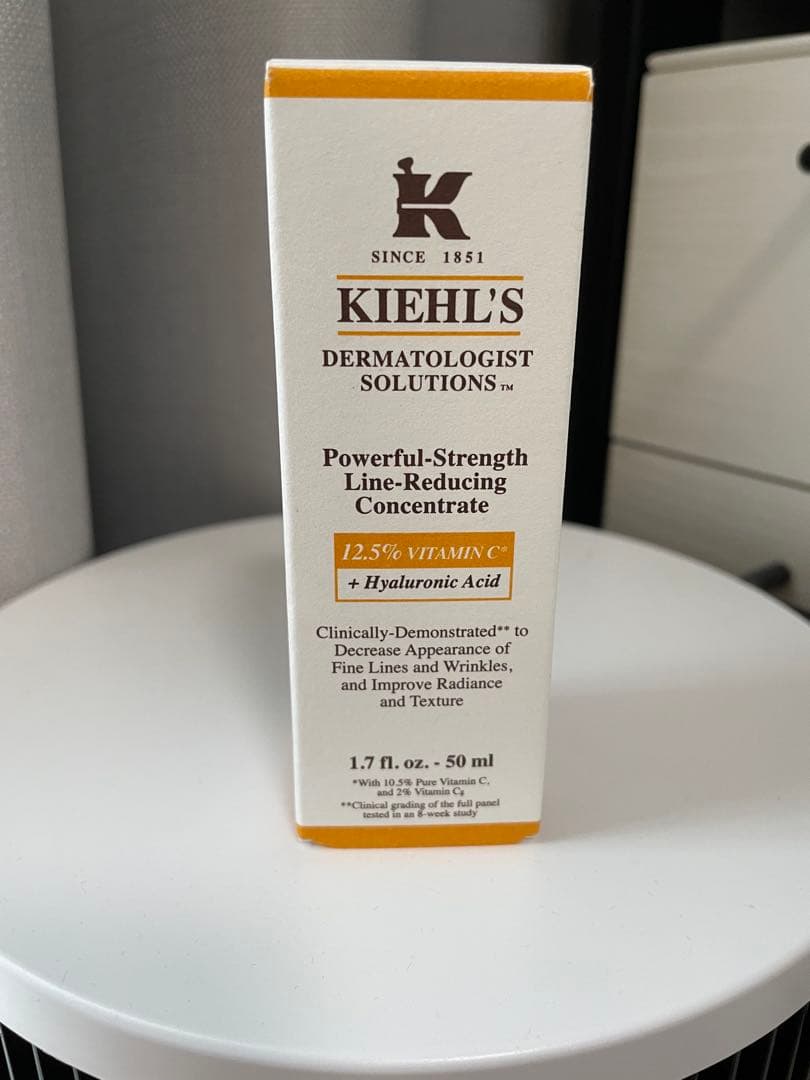 K
SINCE 1851
KIEHL'S
DERMATOLOGIST
SOLUTIONS™
Powerful-Strength
Line-Reducing
Concentrate
12.5% VITAMIN C*
+ Hyaluronic Acid
Clinically-Demonstrated** to
Decrease Appearance of
Fine Lines and Wrinkles,
and Improve Radiance
and Texture
1.7 fl. oz. - 50 ml
*With 10.5% Pure Vitamin C,
and 2% Vitamin Cg
**Clinical grading of the full panel
tested in an 8-week study